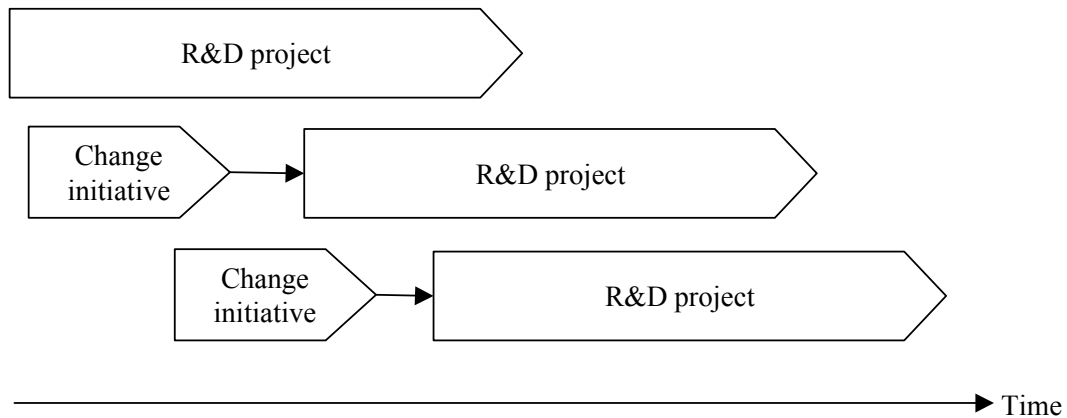 R&D project
Change
initiative
R&D project
Change
initiative
R&D project
Time